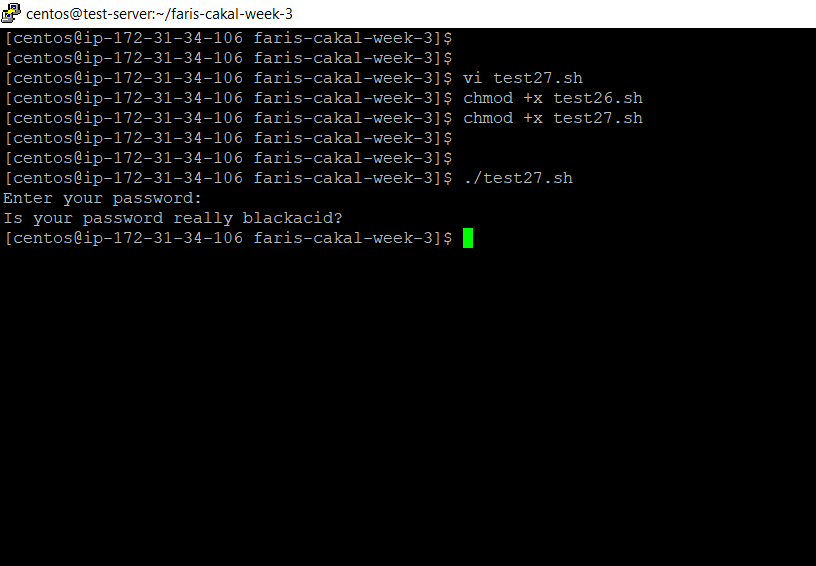 centos@test-server:~/faris-cakal-week-3
[centos@ip-172-31-34-106 faris-cakal-week-3]$
[centos@ip-172-31-34-106 faris-cakal-week-3]$
[centos@ip-172-31-34-106 faris-cakal-week-3]$ vi test27.sh
[centos@ip-172-31-34-106 faris-cakal-week-3]$ chmod +x test26.sh
[centos@ip-172-31-34-106 faris-cakal-week-3]$ chmod +x test27.sh
[centos@ip-172-31-34-106 faris-cakal-week-3]$
[centos@ip-172-31-34-106 faris-cakal-week-3]$
[centos@ip-172-31-34-106 faris-cakal-week-3]$ ./test27.sh
Enter your password:
Is your password really blackacid?
[centos@ip-172-31-34-106 faris-cakal-week-3]$